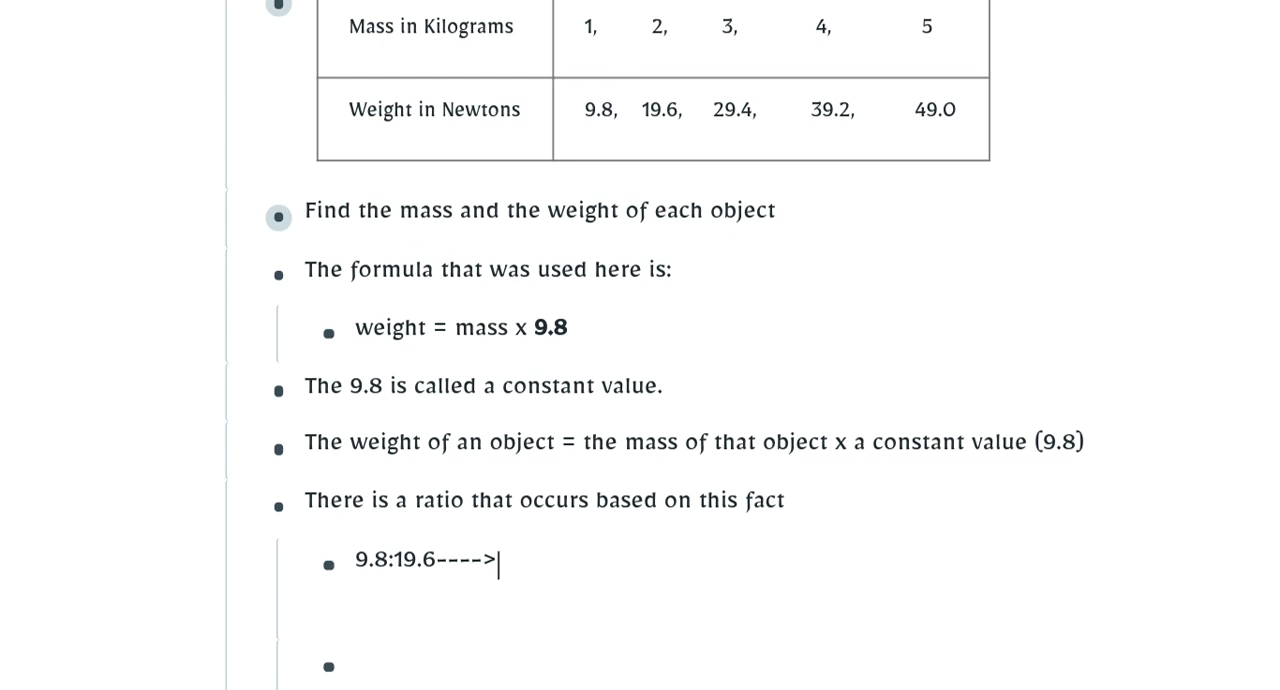 Mass in Kilograms 1, 2, 3, 4, 5
Weight in Newtons 9.8, 19.6, 29.4, 39.2, 49.0
Find the mass and the weight of each object
The formula that was used here is:
weight = mass x 9.8
The 9.8 is called a constant value.
The weight of an object = the mass of that object x a constant value (9.8)
There is a ratio that occurs based on this fact
9.8:19.6---->